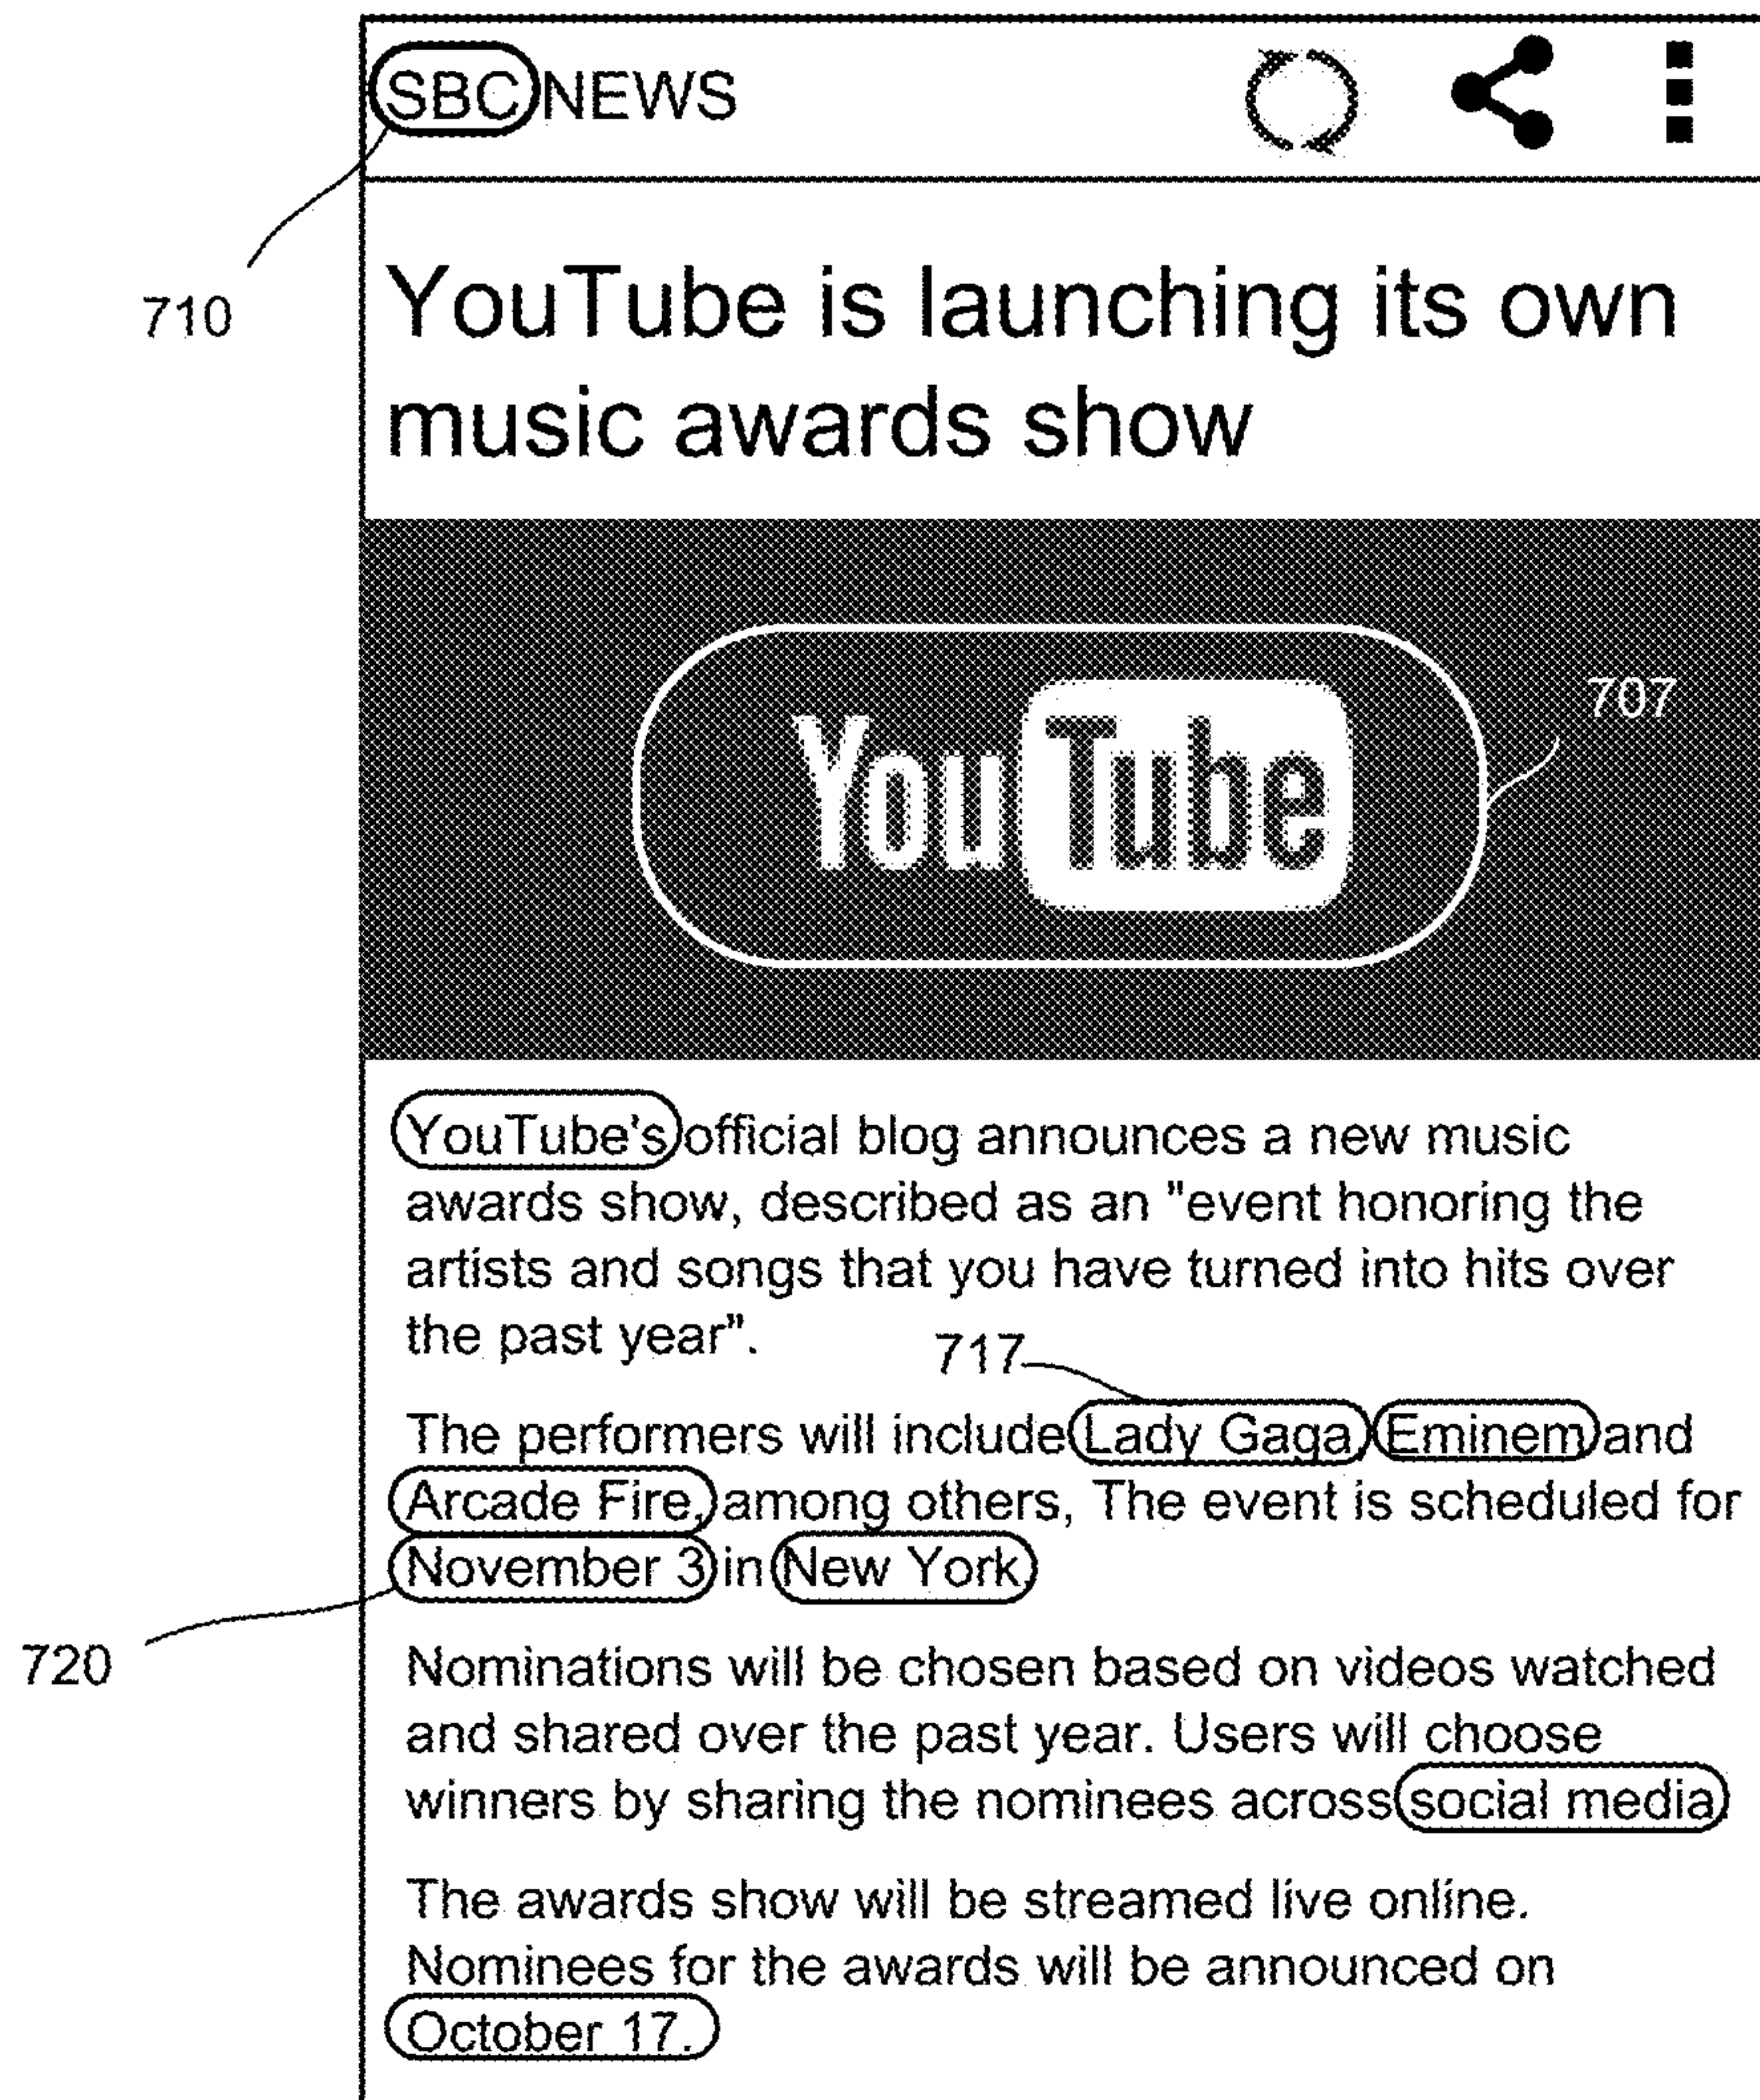 SBC NEWS
710
YouTube is launching its own
music awards show
707
YouTube
YouTube's official blog announces a new music
awards show, described as an "event honoring the
artists and songs that you have turned into hits over
the past year".
717
The performers will include Lady Gaga, Eminem and
Arcade Fire, among others, The event is scheduled for
November 3 in New York.
720
Nominations will be chosen based on videos watched
and shared over the past year. Users will choose
winners by sharing the nominees across social media
The awards show will be streamed live online.
Nominees for the awards will be announced on
October 17.